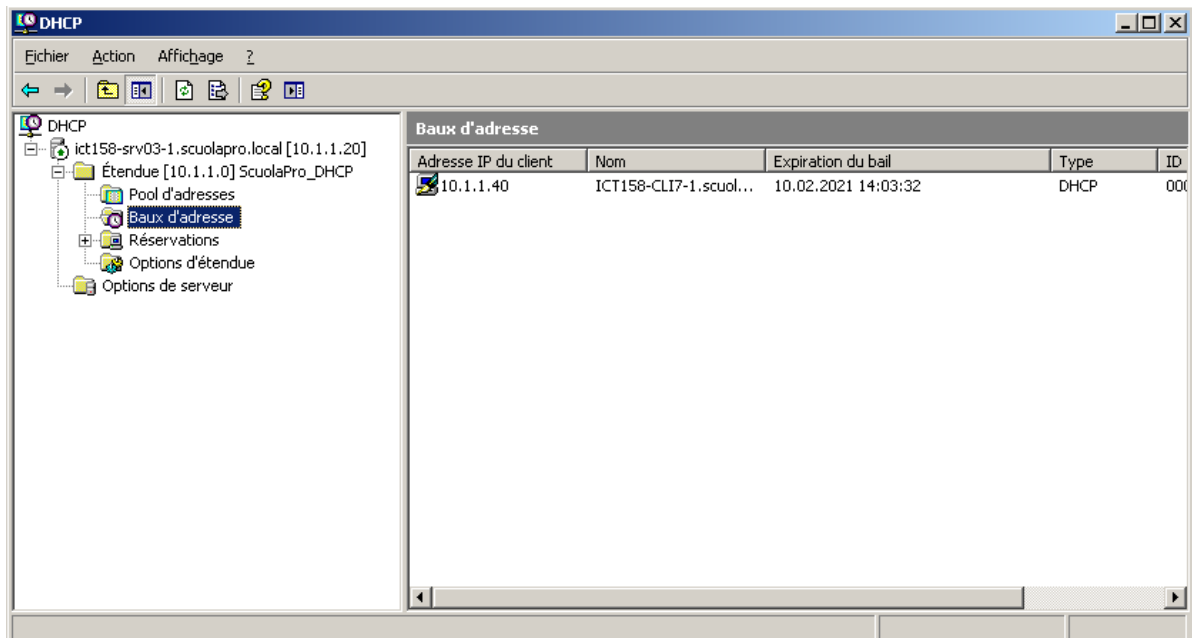 DHCP
Fichier Action Affichage ?
DHCP
ict158-srv03-1.scuolapro.local [10.1.1.20]
Étendue [10.1.1.0] ScuolaPro_DHCP
Pool d'adresses
Baux d'adresse
Réservations
Options d'étendue
Options de serveur
Baux d'adresse
Adresse IP du client Nom Expiration du bail Type ID
10.1.1.40 ICT158-CLI7-1.scuol... 10.02.2021 14:03:32 DHCP 000